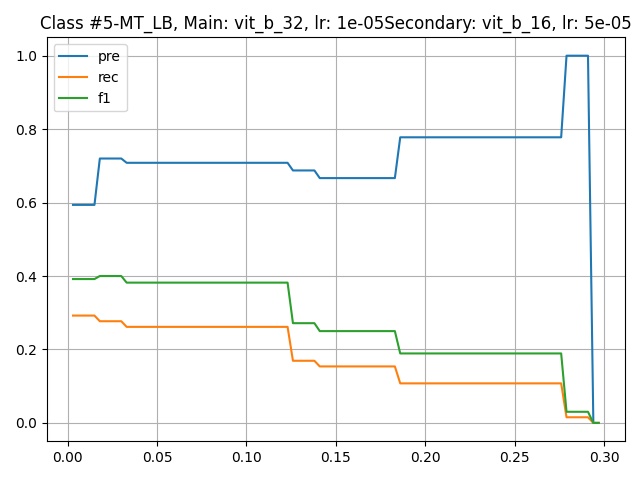 Class #5-MT_LB, Main: vit_b_32, lr: 1e-05Secondary: vit_b_16, lr: 5e-05
pre
rec
f1
1.0
0.8
0.6
0.4
0.2
0.0
0.00 0.05 0.10 0.15 0.20 0.25 0.30